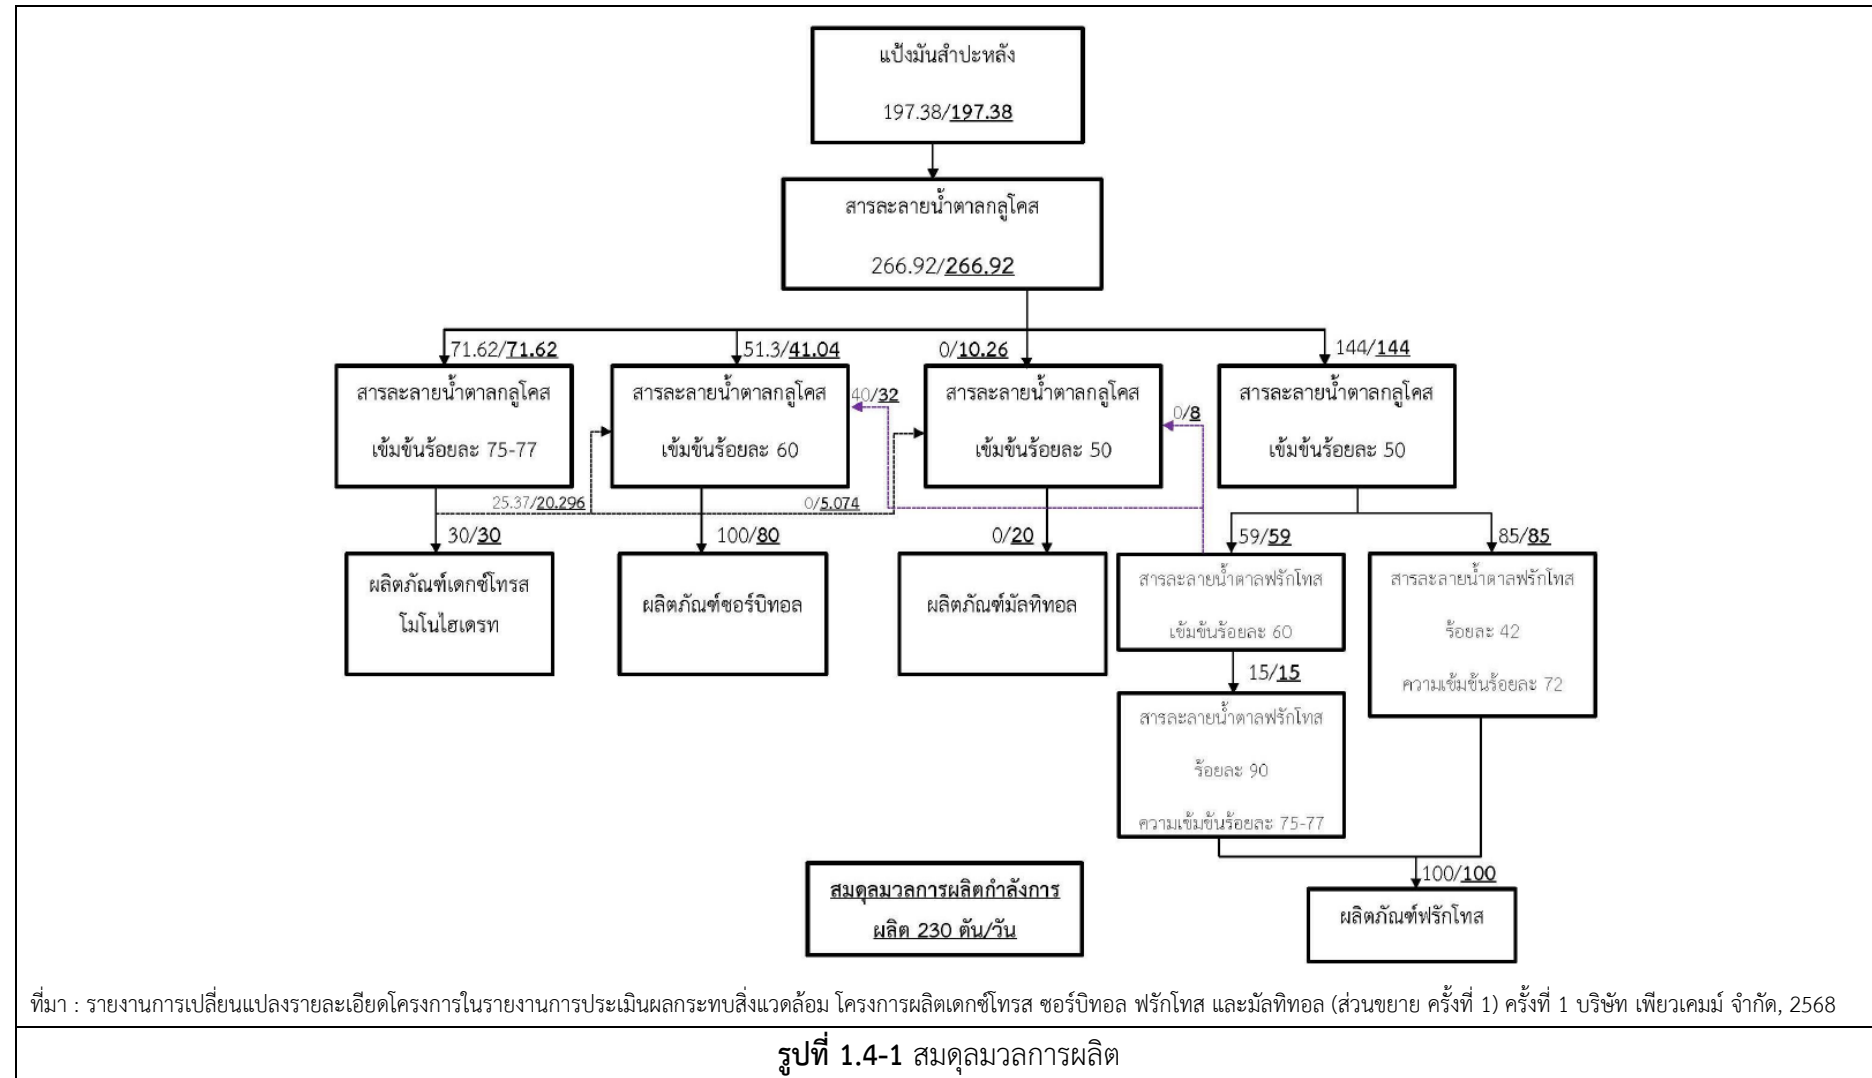 แป้งมันสำปะหลัง
197.38/197.38
สารละลายน้ำตาลกลูโคส
266.92/266.92
71.62/71.62
51.3/41.04
0/10.26
144/144
สารละลายน้ำตาลกลูโคส
เข้มข้นร้อยละ 75-77
สารละลายน้ำตาลกลูโคส
เข้มข้นร้อยละ 60
40/32
สารละลายน้ำตาลกลูโคส
เข้มข้นร้อยละ 50
0/8
สารละลายน้ำตาลกลูโคส
เข้มข้นร้อยละ 50
25.37/20.296
0/5.074
30/30
100/80
0/20
59/59
85/85
ผลิตภัณฑ์เดกซ์โทรส
โมโนไฮเดรท
ผลิตภัณฑ์ซอร์บิทอล
ผลิตภัณฑ์มัลทิทอล
สารละลายน้ำตาลฟรักโทส
เข้มข้นร้อยละ 60
สารละลายน้ำตาลฟรักโทส
ร้อยละ 42
ความเข้มข้นร้อยละ 72
15/15
สารละลายน้ำตาลฟรักโทส
ร้อยละ 90
ความเข้มข้นร้อยละ 75-77
100/100
ผลิตภัณฑ์ฟรักโทส
สมดุลมวลการผลิตกำลังการ
ผลิต 230 ตัน/วัน
ที่มา : รายงานการเปลี่ยนแปลงรายละเอียดโครงการในรายงานการประเมินผลกระทบสิ่งแวดล้อม โครงการผลิตเดกซ์โทรส ซอร์บิทอล ฟรักโทส และมัลทิทอล (ส่วนขยาย ครั้งที่ 1) ครั้งที่ 1 บริษัท เพียวเคมม์ จำกัด, 2568
รูปที่ 1.4-1 สมดุลมวลการผลิต